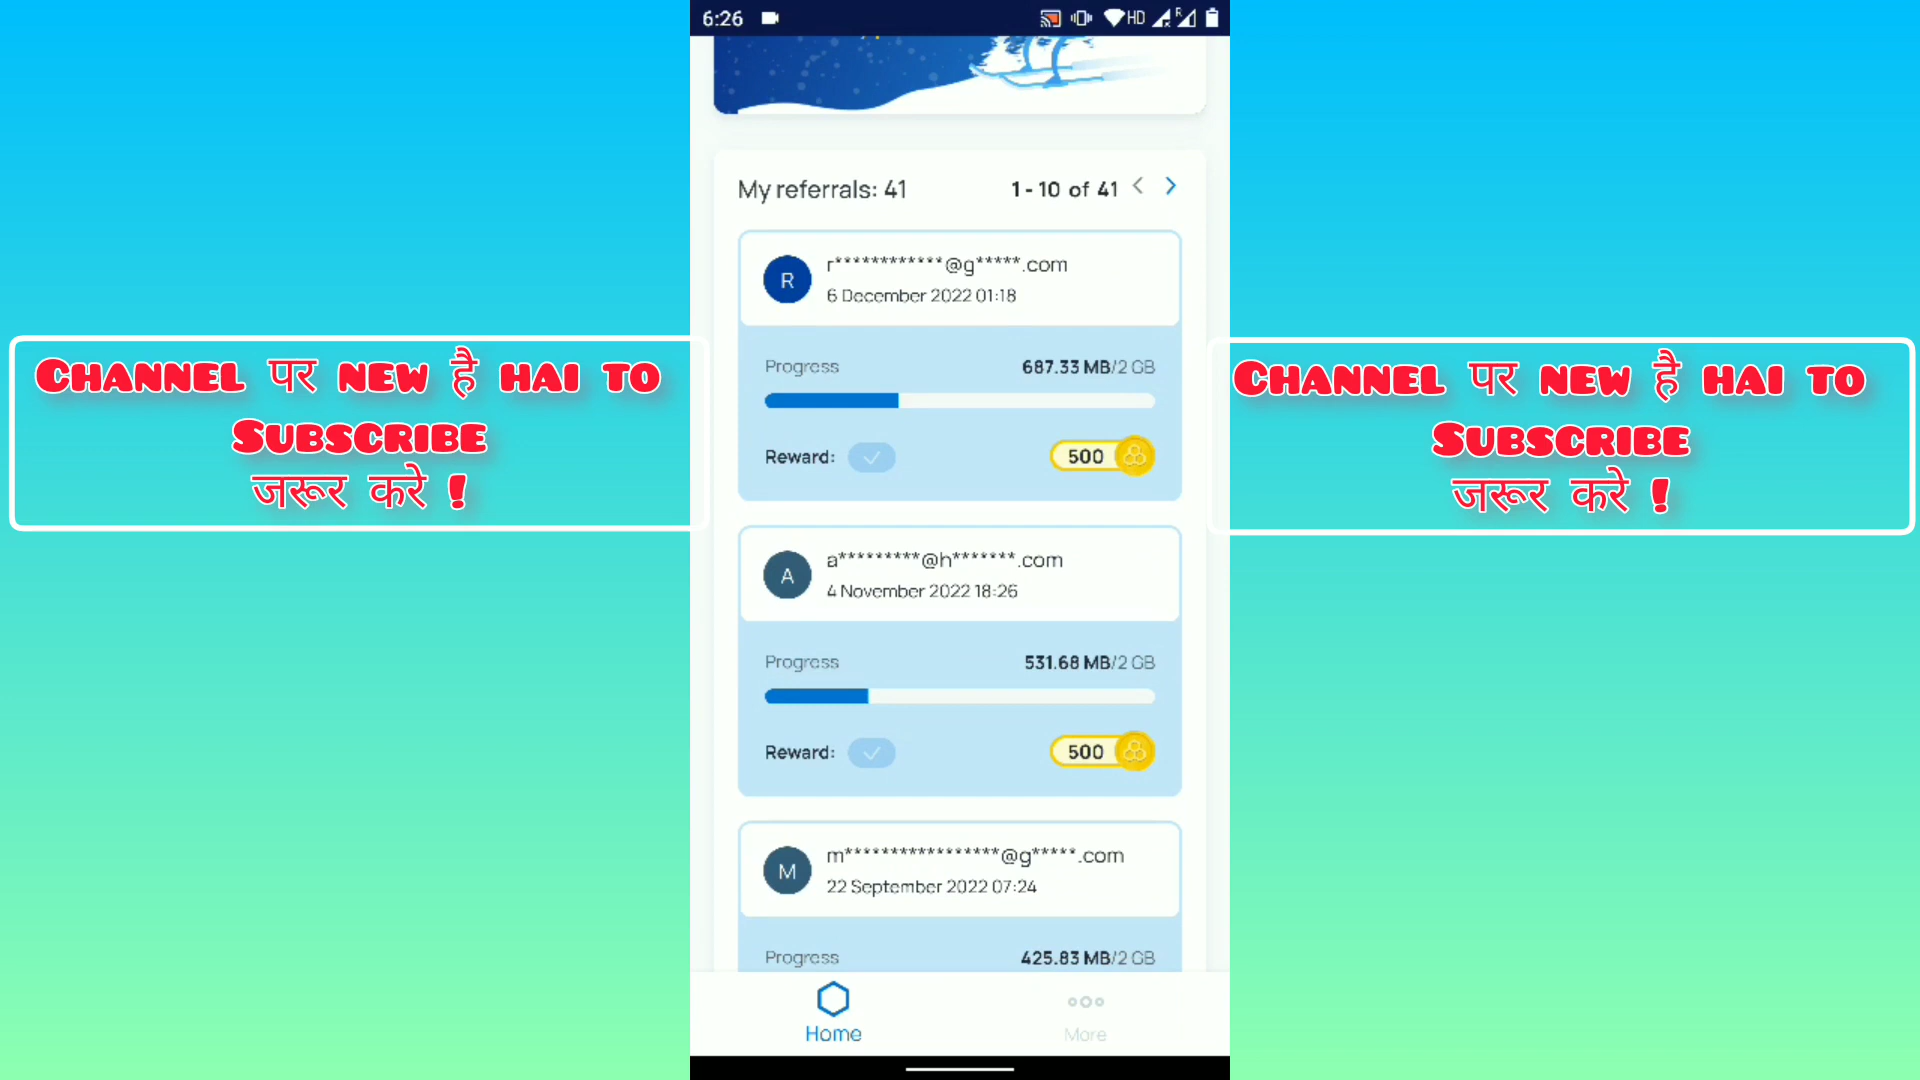 6:26
HD
R
My referrals: 41
1 - 10 of 41
R
r************@g*****.com
6 December 2022 01:18
Progress
687.33 MB/2 GB
Reward:
500
A
a*********@h*******.com
4 November 2022 18:26
Progress
531.68 MB/2 GB
Reward:
500
M
m*****************@g*****.com
22 September 2022 07:24
Progress
425.83 MB/2 GB
Home
More
Channel पर new है hai to
Subscribe
जरूर करे !
Channel पर new है hai to
Subscribe
जरूर करे !